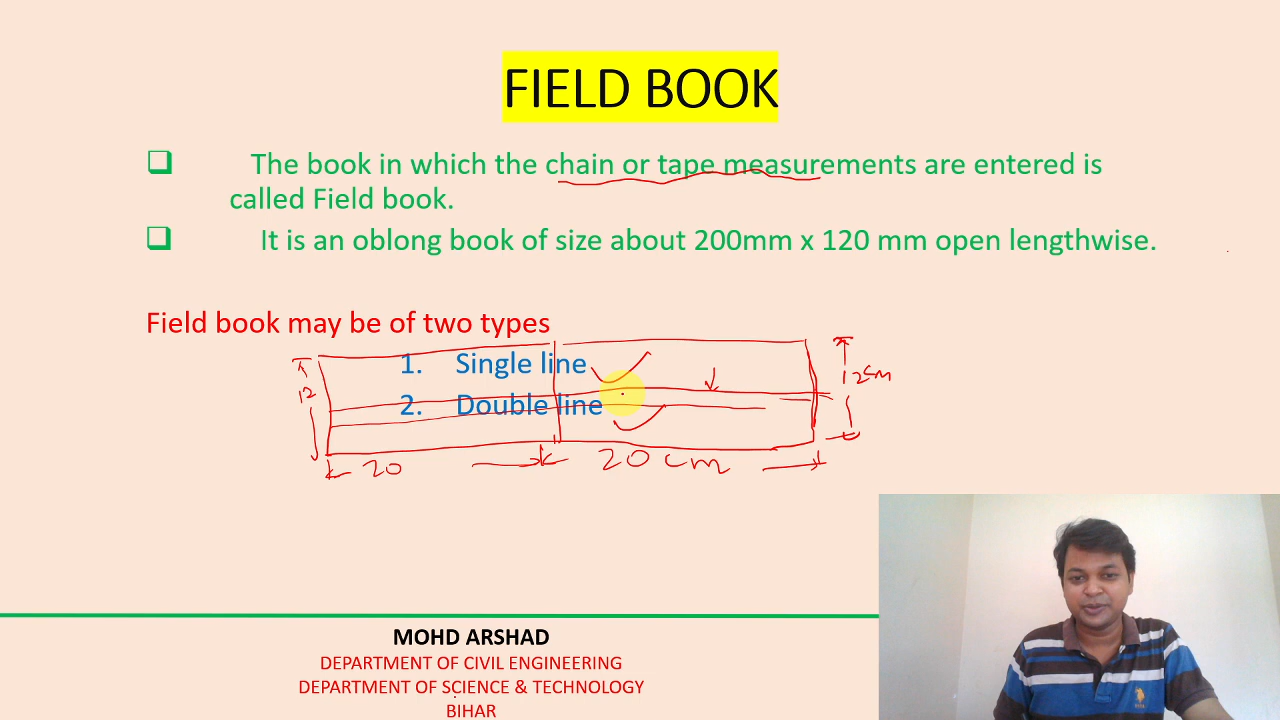 FIELD BOOK
❑ The book in which the chain or tape measurements are entered is
called Field book.
❑ It is an oblong book of size about 200mm x 120 mm open lengthwise.
Field book may be of two types
1. Single line
2. Double line
12
12cm
20
20 cm
MOHD ARSHAD
DEPARTMENT OF CIVIL ENGINEERING
DEPARTMENT OF SCIENCE & TECHNOLOGY
BIHAR